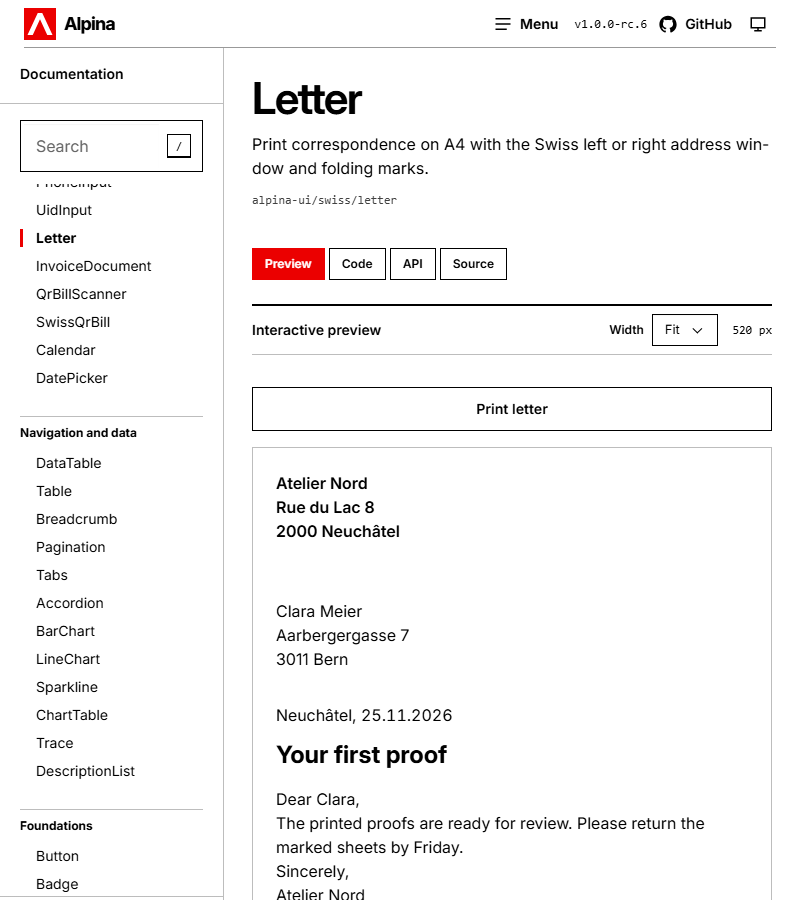 Alpina
Menu
v1.0.0-rc.6
GitHub
Documentation
Search
/
PhoneInput
UidInput
Letter
InvoiceDocument
QrBillScanner
SwissQrBill
Calendar
DatePicker
Navigation and data
DataTable
Table
Breadcrumb
Pagination
Tabs
Accordion
BarChart
LineChart
Sparkline
ChartTable
Trace
DescriptionList
Foundations
Button
Badge
Letter
Print correspondence on A4 with the Swiss left or right address win-
dow and folding marks.
alpina-ui/swiss/letter
Preview
Code
API
Source
Interactive preview
Width
Fit
520 px
Print letter
Atelier Nord
Rue du Lac 8
2000 Neuchâtel
Clara Meier
Aarbergergasse 7
3011 Bern
Neuchâtel, 25.11.2026
Your first proof
Dear Clara,
The printed proofs are ready for review. Please return the
marked sheets by Friday.
Sincerely,
Atelier Nord